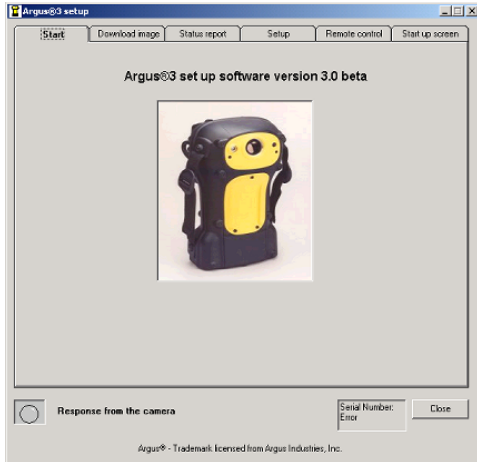 Argus®3 setup
Start
Download image
Status report
Setup
Remote control
Start up screen
Argus®3 set up software version 3.0 beta
Response from the camera
Serial Number:
Error
Close
Argus® - Trademark licensed from Argus Industries, Inc.